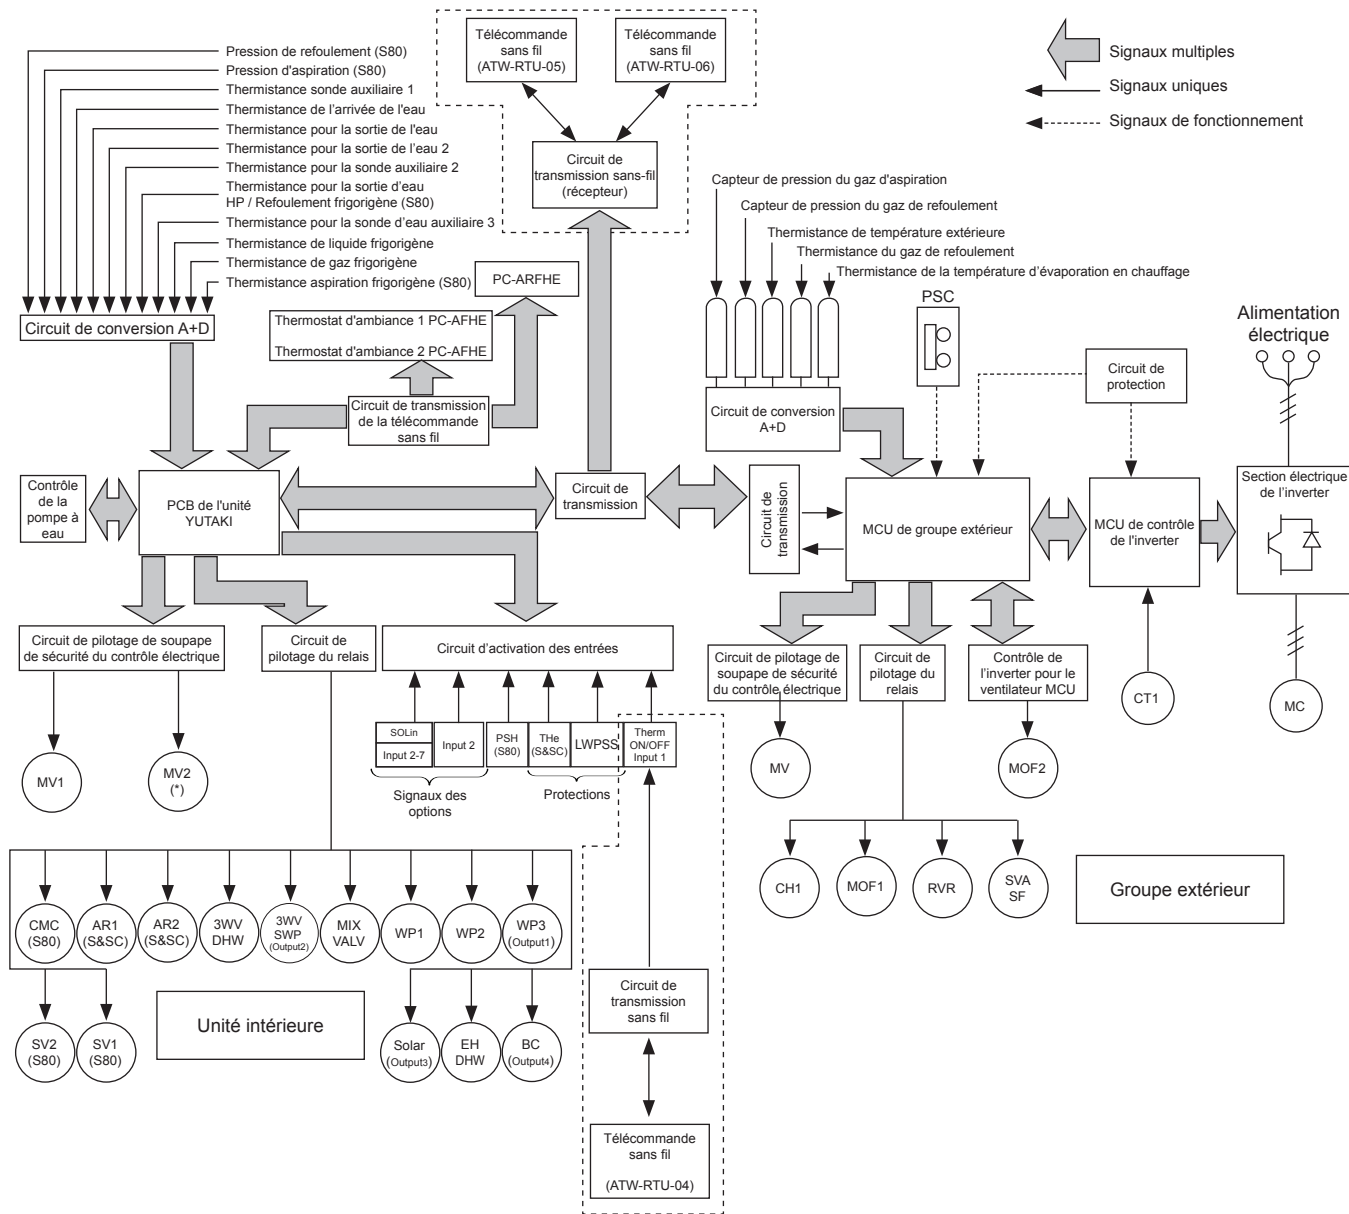 Télécommande
sans fil
(ATW-RTU-05)
Télécommande
sans fil
(ATW-RTU-06)
Signaux multiples
Signaux uniques
Signaux de fonctionnement
Pression de refoulement (S80)
Pression d'aspiration (S80)
Thermistance sonde auxiliaire 1
Thermistance de l'arrivée de l'eau
Thermistance pour la sortie de l'eau
Thermistance pour la sortie de l'eau 2
Thermistance pour la sonde auxiliaire 2
Thermistance pour la sortie d'eau
HP / Refoulement frigorigène (S80)
Thermistance pour la sonde d'eau auxiliaire 3
Thermistance de liquide frigorigène
Thermistance de gaz frigorigène
Thermistance aspiration frigorigène (S80)
Circuit de
transmission sans-fil
(récepteur)
Capteur de pression du gaz d'aspiration
Capteur de pression du gaz de refoulement
Thermistance de température extérieure
Thermistance du gaz de refoulement
Thermistance de la température d'évaporation en chauffage
PC-ARFHE
Circuit de conversion A+D
Thermostat d'ambiance 1 PC-AFHE
Thermostat d'ambiance 2 PC-AFHE
PSC
Alimentation
électrique
Circuit de
protection
Circuit de transmission
de la télécommande
sans fil
Circuit de conversion
A+D
Contrôle
de la
pompe à
eau
PCB de l'unité
YUTAKI
Circuit de
transmission
Circuit de
transmission
MCU de groupe extérieur
MCU de contrôle
de l'inverter
Section électrique
de l'inverter
Circuit de pilotage de soupape
de sécurité du contrôle électrique
Circuit de
pilotage du relais
Circuit d'activation des entrées
Circuit de pilotage de
soupape de sécurité
du contrôle électrique
Circuit de
pilotage du
relais
Contrôle de
l'inverter pour le
ventilateur MCU
CT1
MC
SOLin
Input 2-7
Input 2
PSH
(S80)
THe
(S&SC)
LWPSS
Therm
ON/OFF
Input 1
Signaux des
options
Protections
MV1
MV2
(*)
MV
MOF2
CH1
MOF1
RVR
SVA
SF
Groupe extérieur
CMC
(S80)
AR1
(S&SC)
AR2
(S&SC)
3WV
DHW
3WV
SWP
(Output2)
MIX
VALV
WP1
WP2
WP3
(Output1)
Unité intérieure
SV2
(S80)
SV1
(S80)
Solar
(Output3)
EH
DHW
BC
(Output4)
Circuit de
transmission
sans fil
Télécommande
sans fil
(ATW-RTU-04)